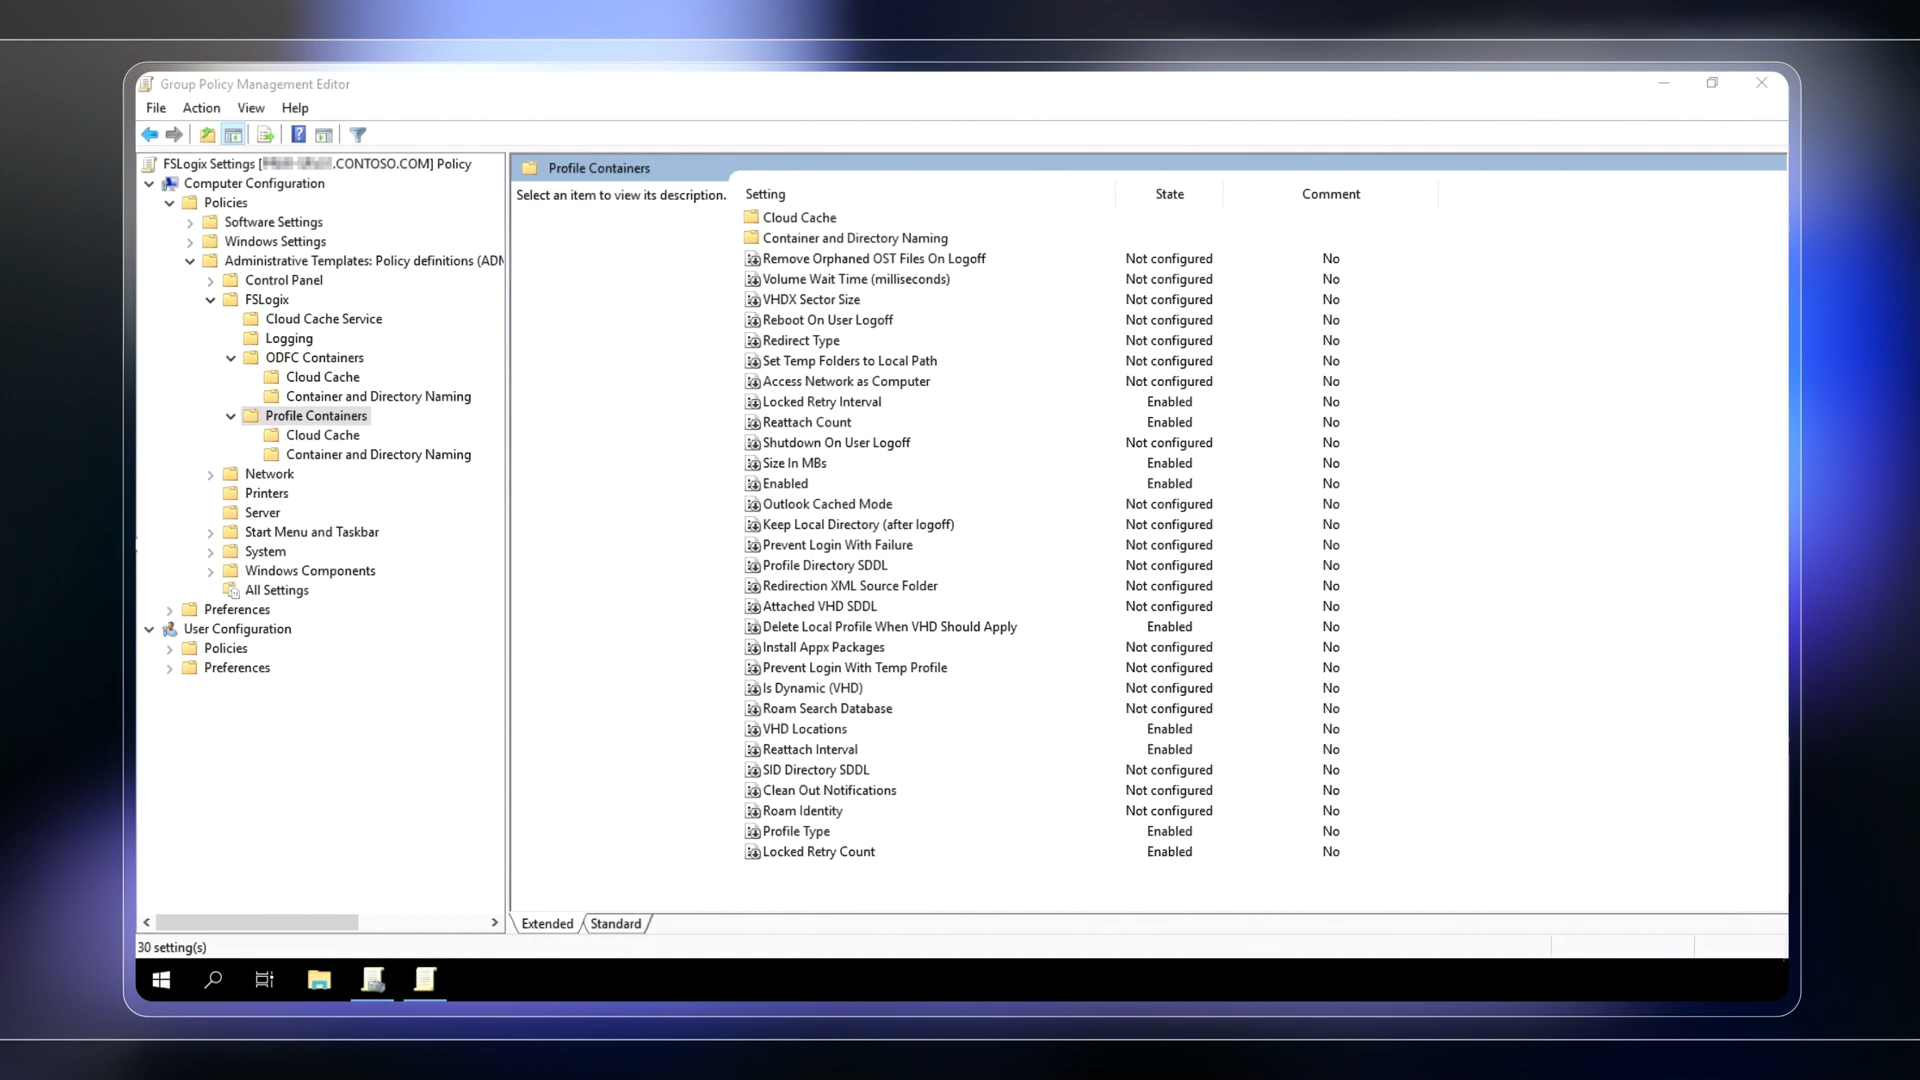 Group Policy Management Editor
File Action View Help
FSLogix Settings [ .CONTOSO.COM] Policy
Computer Configuration
Policies
Software Settings
Windows Settings
Administrative Templates: Policy definitions (ADM
Control Panel
FSLogix
Cloud Cache Service
Logging
ODFC Containers
Cloud Cache
Container and Directory Naming
Profile Containers
Cloud Cache
Container and Directory Naming
Network
Printers
Server
Start Menu and Taskbar
System
Windows Components
All Settings
Preferences
User Configuration
Policies
Preferences
Profile Containers
Select an item to view its description.
Setting State Comment
Cloud Cache
Container and Directory Naming
Remove Orphaned OST Files On Logoff Not configured No
Volume Wait Time (milliseconds) Not configured No
VHDX Sector Size Not configured No
Reboot On User Logoff Not configured No
Redirect Type Not configured No
Set Temp Folders to Local Path Not configured No
Access Network as Computer Not configured No
Locked Retry Interval Enabled No
Reattach Count Enabled No
Shutdown On User Logoff Not configured No
Size In MBs Enabled No
Enabled Enabled No
Outlook Cached Mode Not configured No
Keep Local Directory (after logoff) Not configured No
Prevent Login With Failure Not configured No
Profile Directory SDDL Not configured No
Redirection XML Source Folder Not configured No
Attached VHD SDDL Not configured No
Delete Local Profile When VHD Should Apply Enabled No
Install Appx Packages Not configured No
Prevent Login With Temp Profile Not configured No
Is Dynamic (VHD) Not configured No
Roam Search Database Not configured No
VHD Locations Enabled No
Reattach Interval Enabled No
SID Directory SDDL Not configured No
Clean Out Notifications Not configured No
Roam Identity Not configured No
Profile Type Enabled No
Locked Retry Count Enabled No
Extended Standard
30 setting(s)